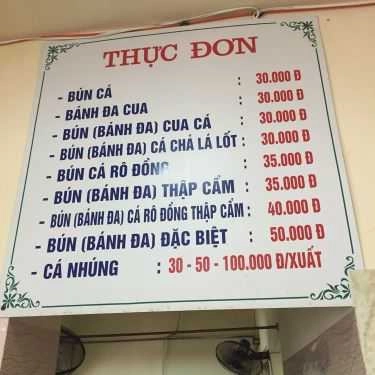 THỰC ĐƠN
- BÚN CÁ : 30.000 Đ
- BÁNH ĐA CUA : 30.000 Đ
- BÚN (BÁNH ĐA) CUA CÁ : 30.000 Đ
- BÚN (BÁNH ĐA) CÁ CHẢ LÁ LỐT : 30.000 Đ
- BÚN CÁ RÔ ĐỒNG : 35.000 Đ
- BÚN (BÁNH ĐA) THẬP CẨM : 35.000 Đ
- BÚN (BÁNH ĐA) CÁ RÔ ĐỒNG THẬP CẨM : 40.000 Đ
- BÚN (BÁNH ĐA) ĐẶC BIỆT : 50.000 Đ
- CÁ NHÚNG : 30 - 50 - 100.000 Đ/XUẤT